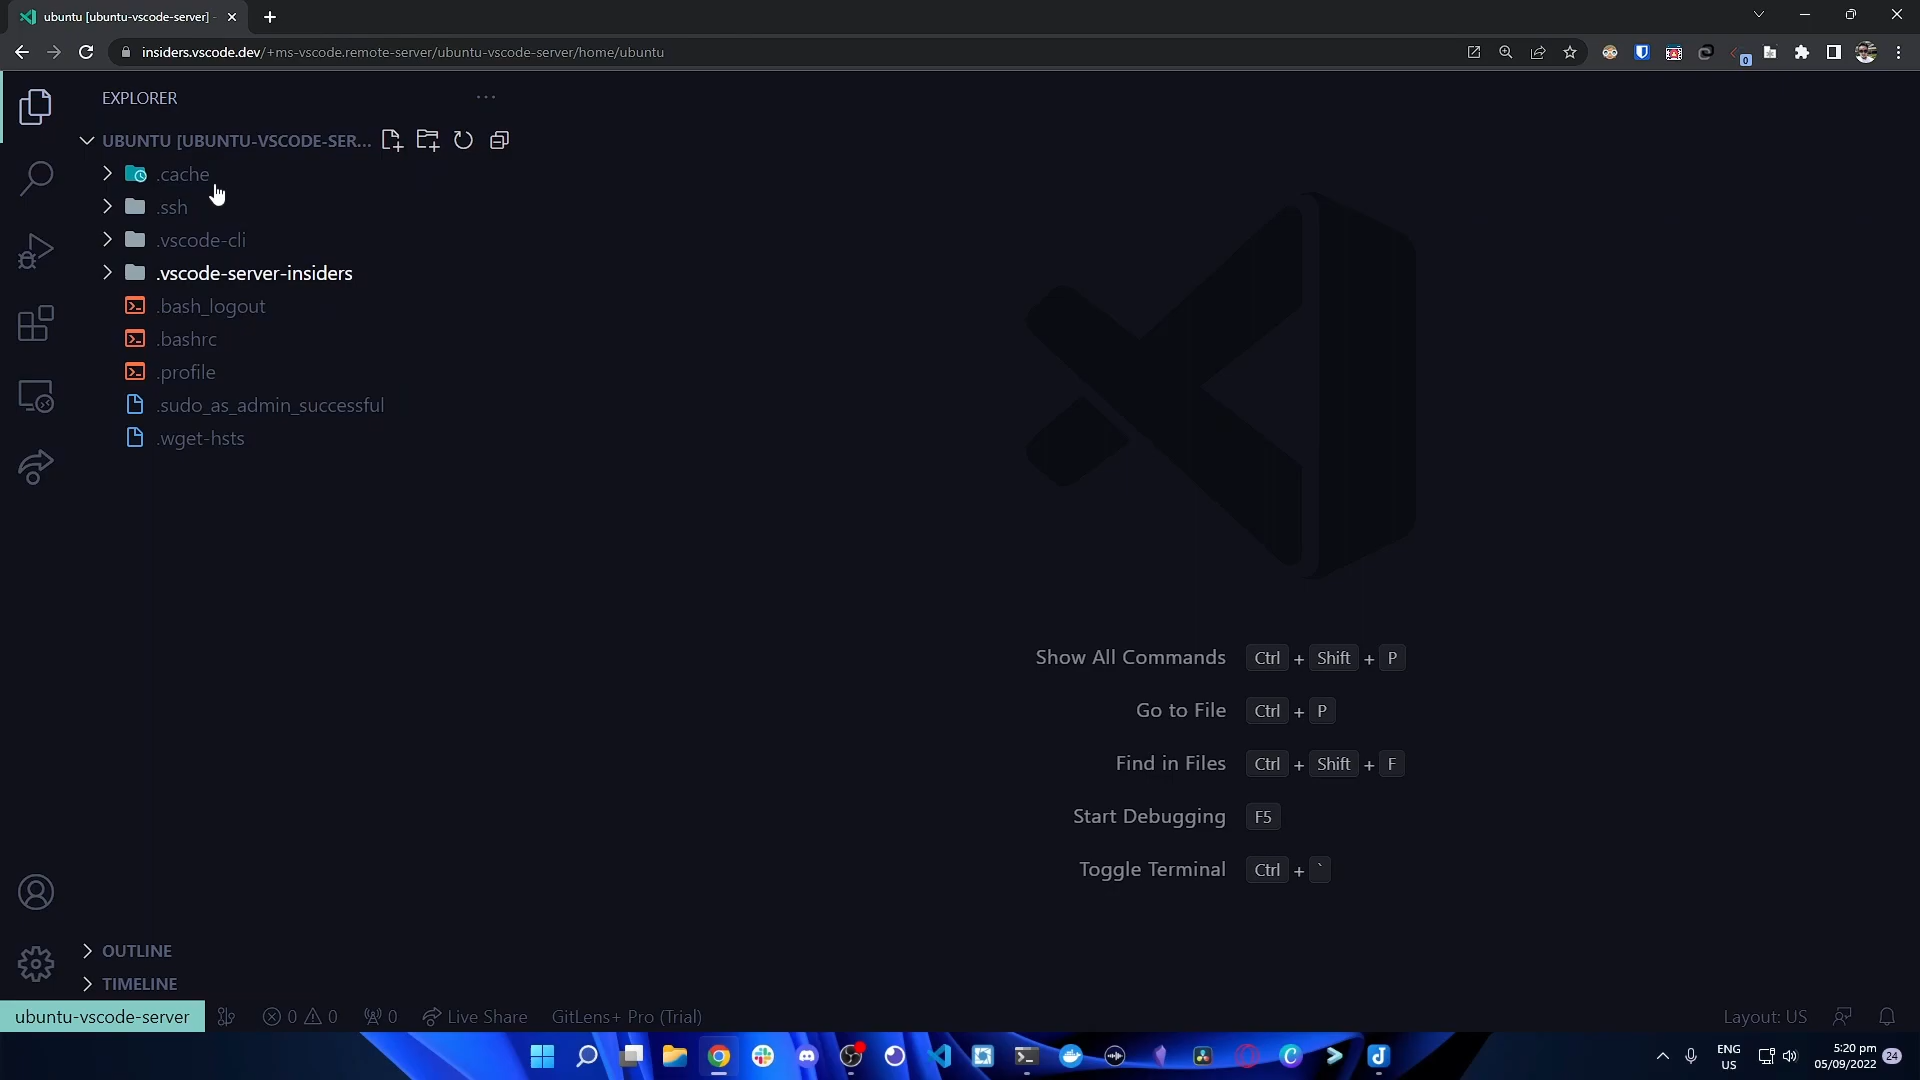 ubuntu [ubuntu-vscode-server] -
insiders.vscode.dev/+ms-vscode.remote-server/ubuntu-vscode-server/home/ubuntu
0
EXPLORER
UBUNTU [UBUNTU-VSCODE-SER...
.cache
.ssh
.vscode-cli
.vscode-server-insiders
.bash_logout
.bashrc
.profile
.sudo_as_admin_successful
.wget-hsts
Show All Commands Ctrl + Shift + P
Go to File Ctrl + P
Find in Files Ctrl + Shift + F
Start Debugging F5
Toggle Terminal Ctrl + `
OUTLINE
TIMELINE
ubuntu-vscode-server 0 0 0 Live Share GitLens+ Pro (Trial) Layout: US
ENG
US
5:20 pm
05/09/2022
24